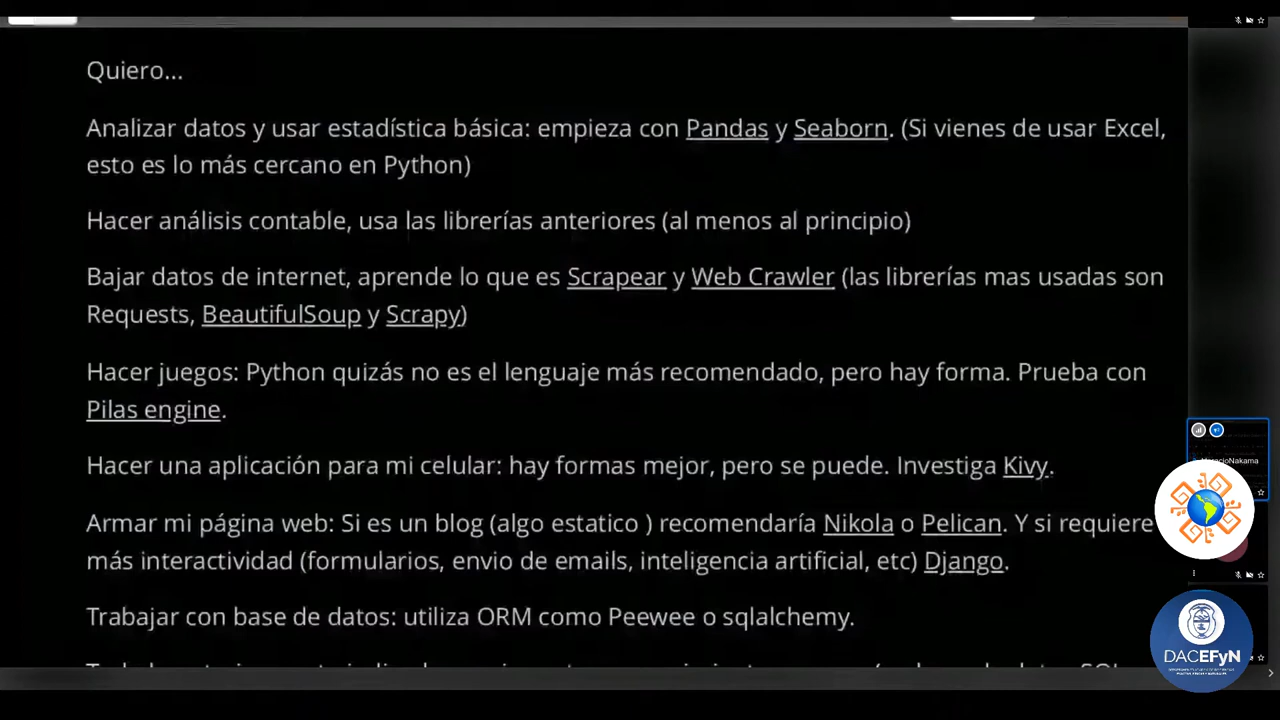 Quiero...
Analizar datos y usar estadística básica: empieza con Pandas y Seaborn. (Si vienes de usar Excel,
esto es lo más cercano en Python)
Hacer análisis contable, usa las librerías anteriores (al menos al principio)
Bajar datos de internet, aprende lo que es Scrapear y Web Crawler (las librerías mas usadas son
Requests, BeautifulSoup y Scrapy)
Hacer juegos: Python quizás no es el lenguaje más recomendado, pero hay forma. Prueba con
Pilas engine.
Hacer una aplicación para mi celular: hay formas mejor, pero se puede. Investiga Kivy.
Armar mi página web: Si es un blog (algo estatico ) recomendaría Nikola o Pelican. Y si requiere
más interactividad (formularios, envio de emails, inteligencia artificial, etc) Django.
Trabajar con base de datos: utiliza ORM como Peewee o sqlalchemy.
DACEFyN